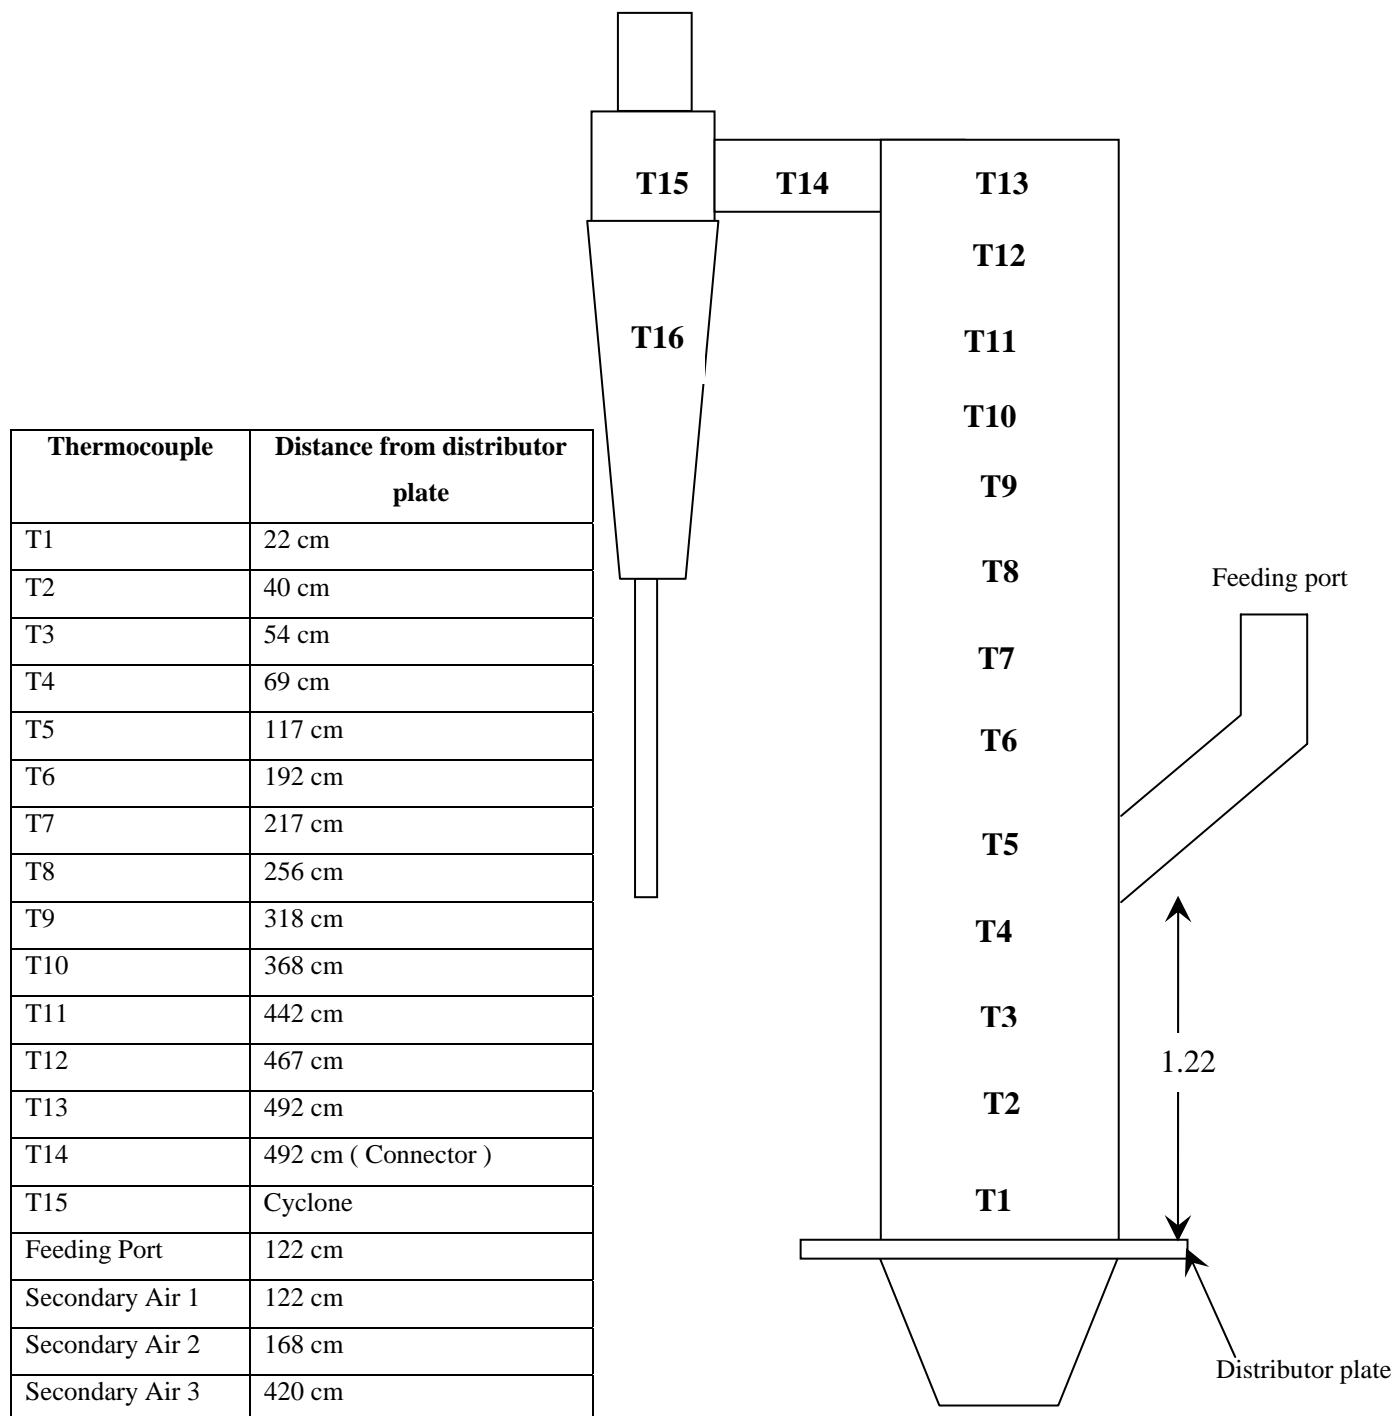 T15 T14 T13
T12
T16 T11
T10
T9
T8
Feeding port
T7
T6
T5
T4
T3
1.22
T2
T1
Distributor plate
Thermocouple Distance from distributor
plate
T1 22 cm
T2 40 cm
T3 54 cm
T4 69 cm
T5 117 cm
T6 192 cm
T7 217 cm
T8 256 cm
T9 318 cm
T10 368 cm
T11 442 cm
T12 467 cm
T13 492 cm
T14 492 cm ( Connector )
T15 Cyclone
Feeding Port 122 cm
Secondary Air 1 122 cm
Secondary Air 2 168 cm
Secondary Air 3 420 cm